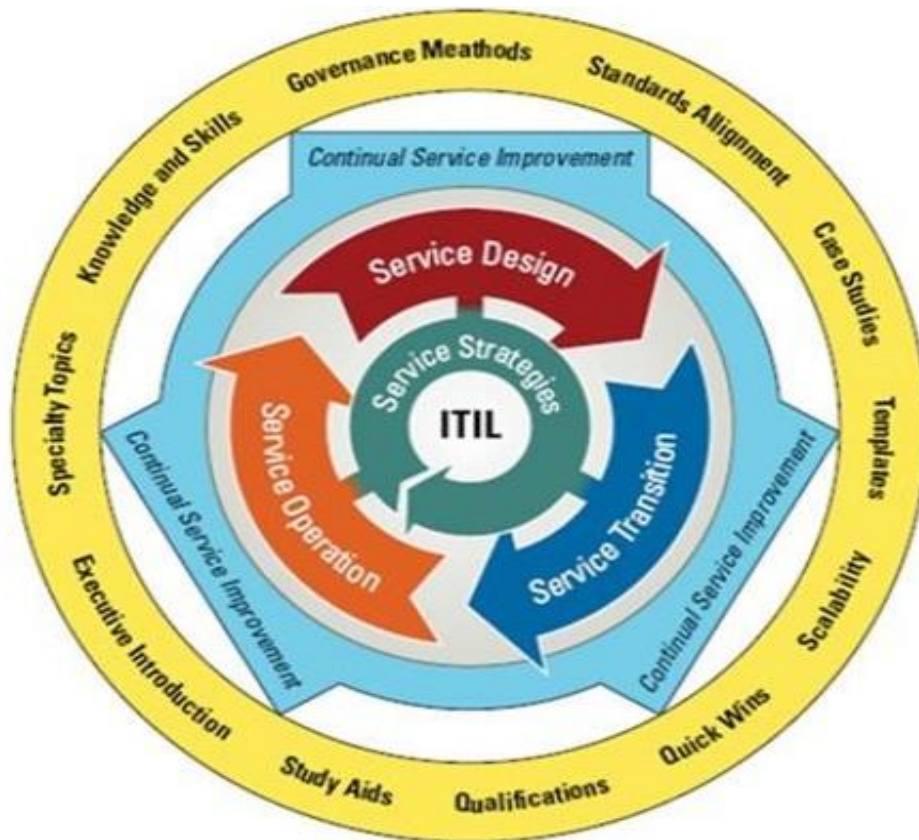 Governance Meathods
Standards Allignment
Case Studies
Templates
Scalability
Quick Wins
Qualifications
Study Aids
Executive Introduction
Specialty Topics
Knowledge and Skills
Continual Service Improvement
Continual Service Improvement
Continual Service Improvement
Service Design
Service Transition
Service Operation
Service Strategies
ITIL